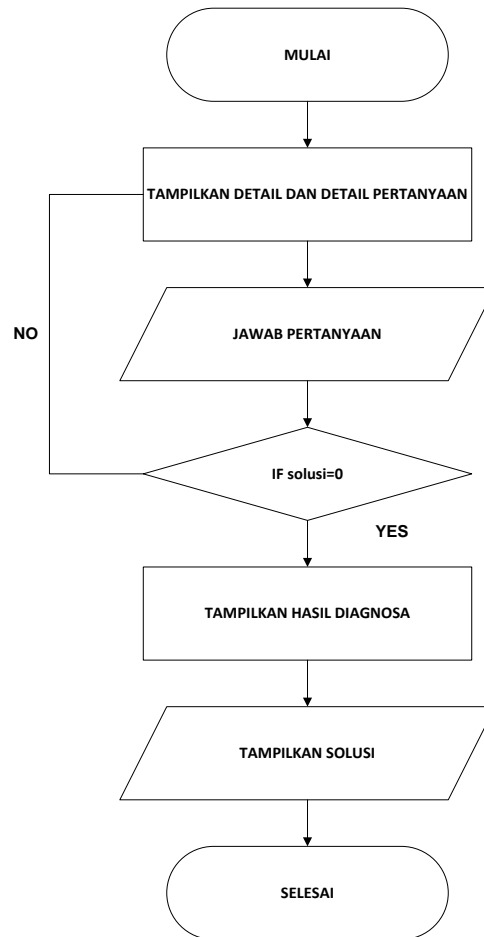 MULAI
TAMPILKAN DETAIL DAN DETAIL PERTANYAAN
NO
JAWAB PERTANYAAN
IF solusi=0
YES
TAMPILKAN HASIL DIAGNOSA
TAMPILKAN SOLUSI
SELESAI